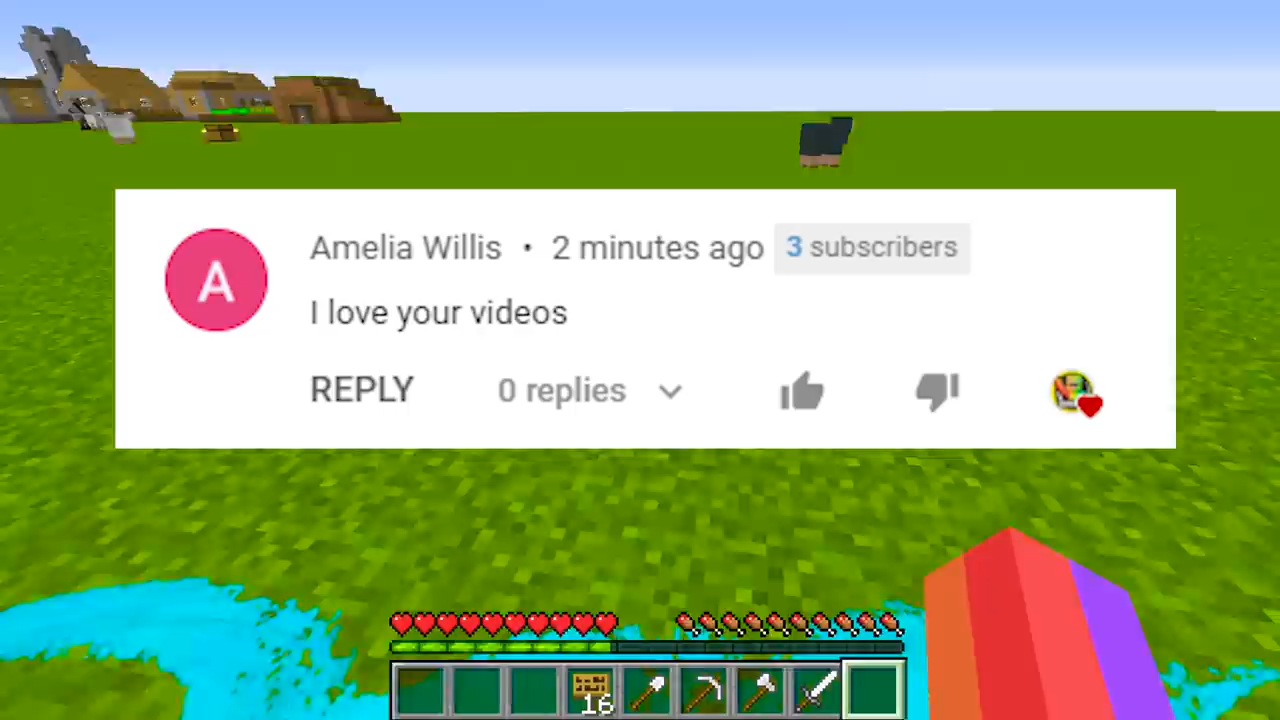 A
Amelia Willis • 2 minutes ago 3 subscribers
I love your videos
REPLY 0 replies
16